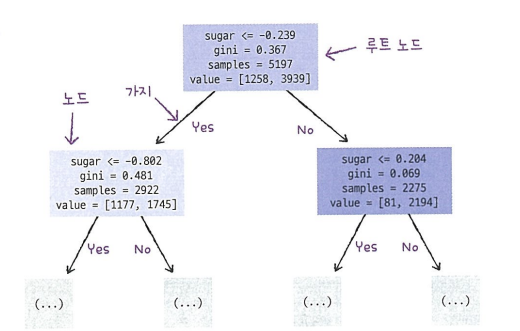 sugar <= -0.239
gini = 0.367
samples = 5197
value = [1258, 3939]
루트 노드
노드
가지
Yes
No
sugar <= -0.802
gini = 0.481
samples = 2922
value = [1177, 1745]
sugar <= 0.204
gini = 0.069
samples = 2275
value = [81, 2194]
Yes
No
Yes
No
(...)
(...)
(...)
(...)